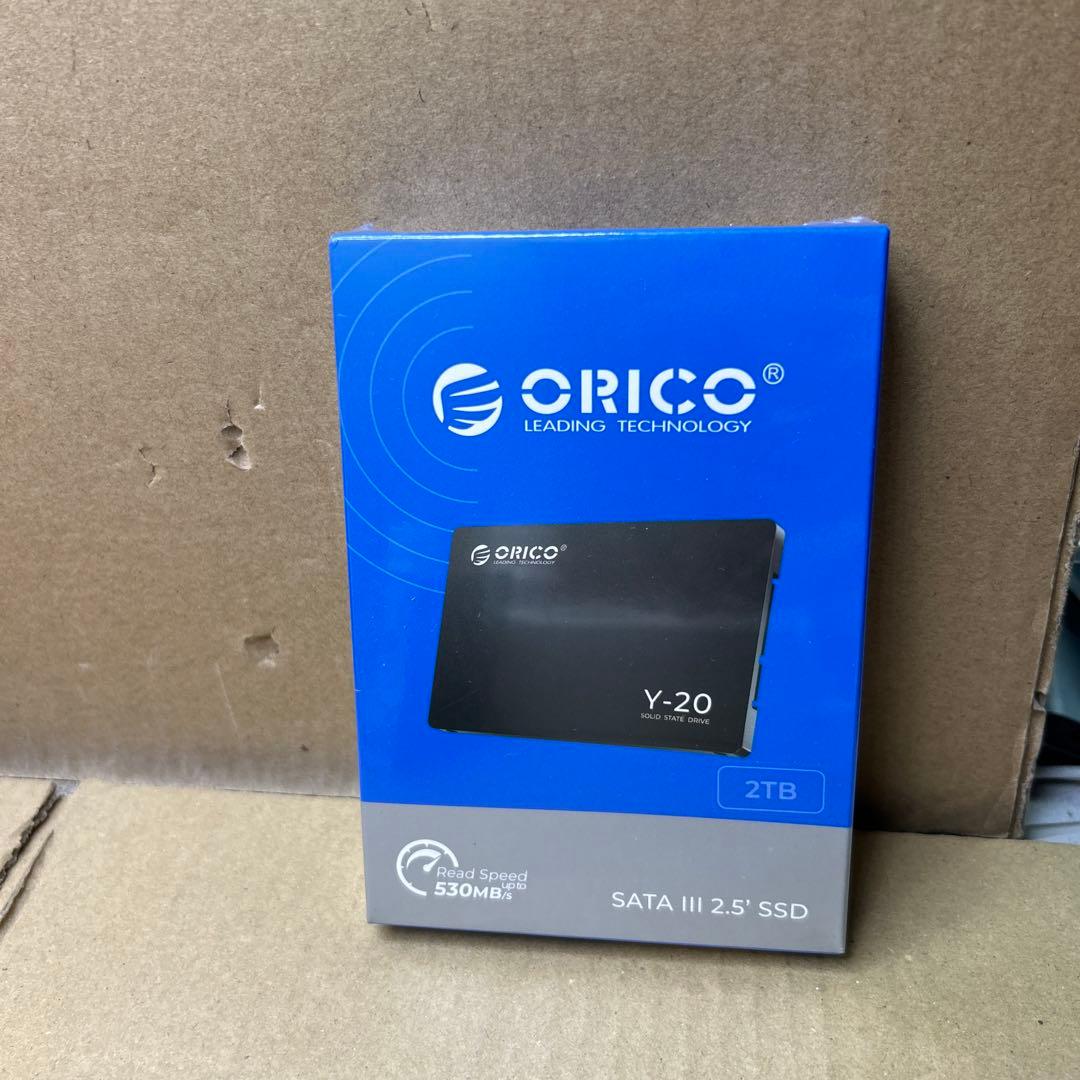 ORICO®
LEADING TECHNOLOGY
ORICO®
LEADING TECHNOLOGY
Y-20
SOLID STATE DRIVE
2TB
Read Speed
up to
530MB/s
SATA III 2.5' SSD